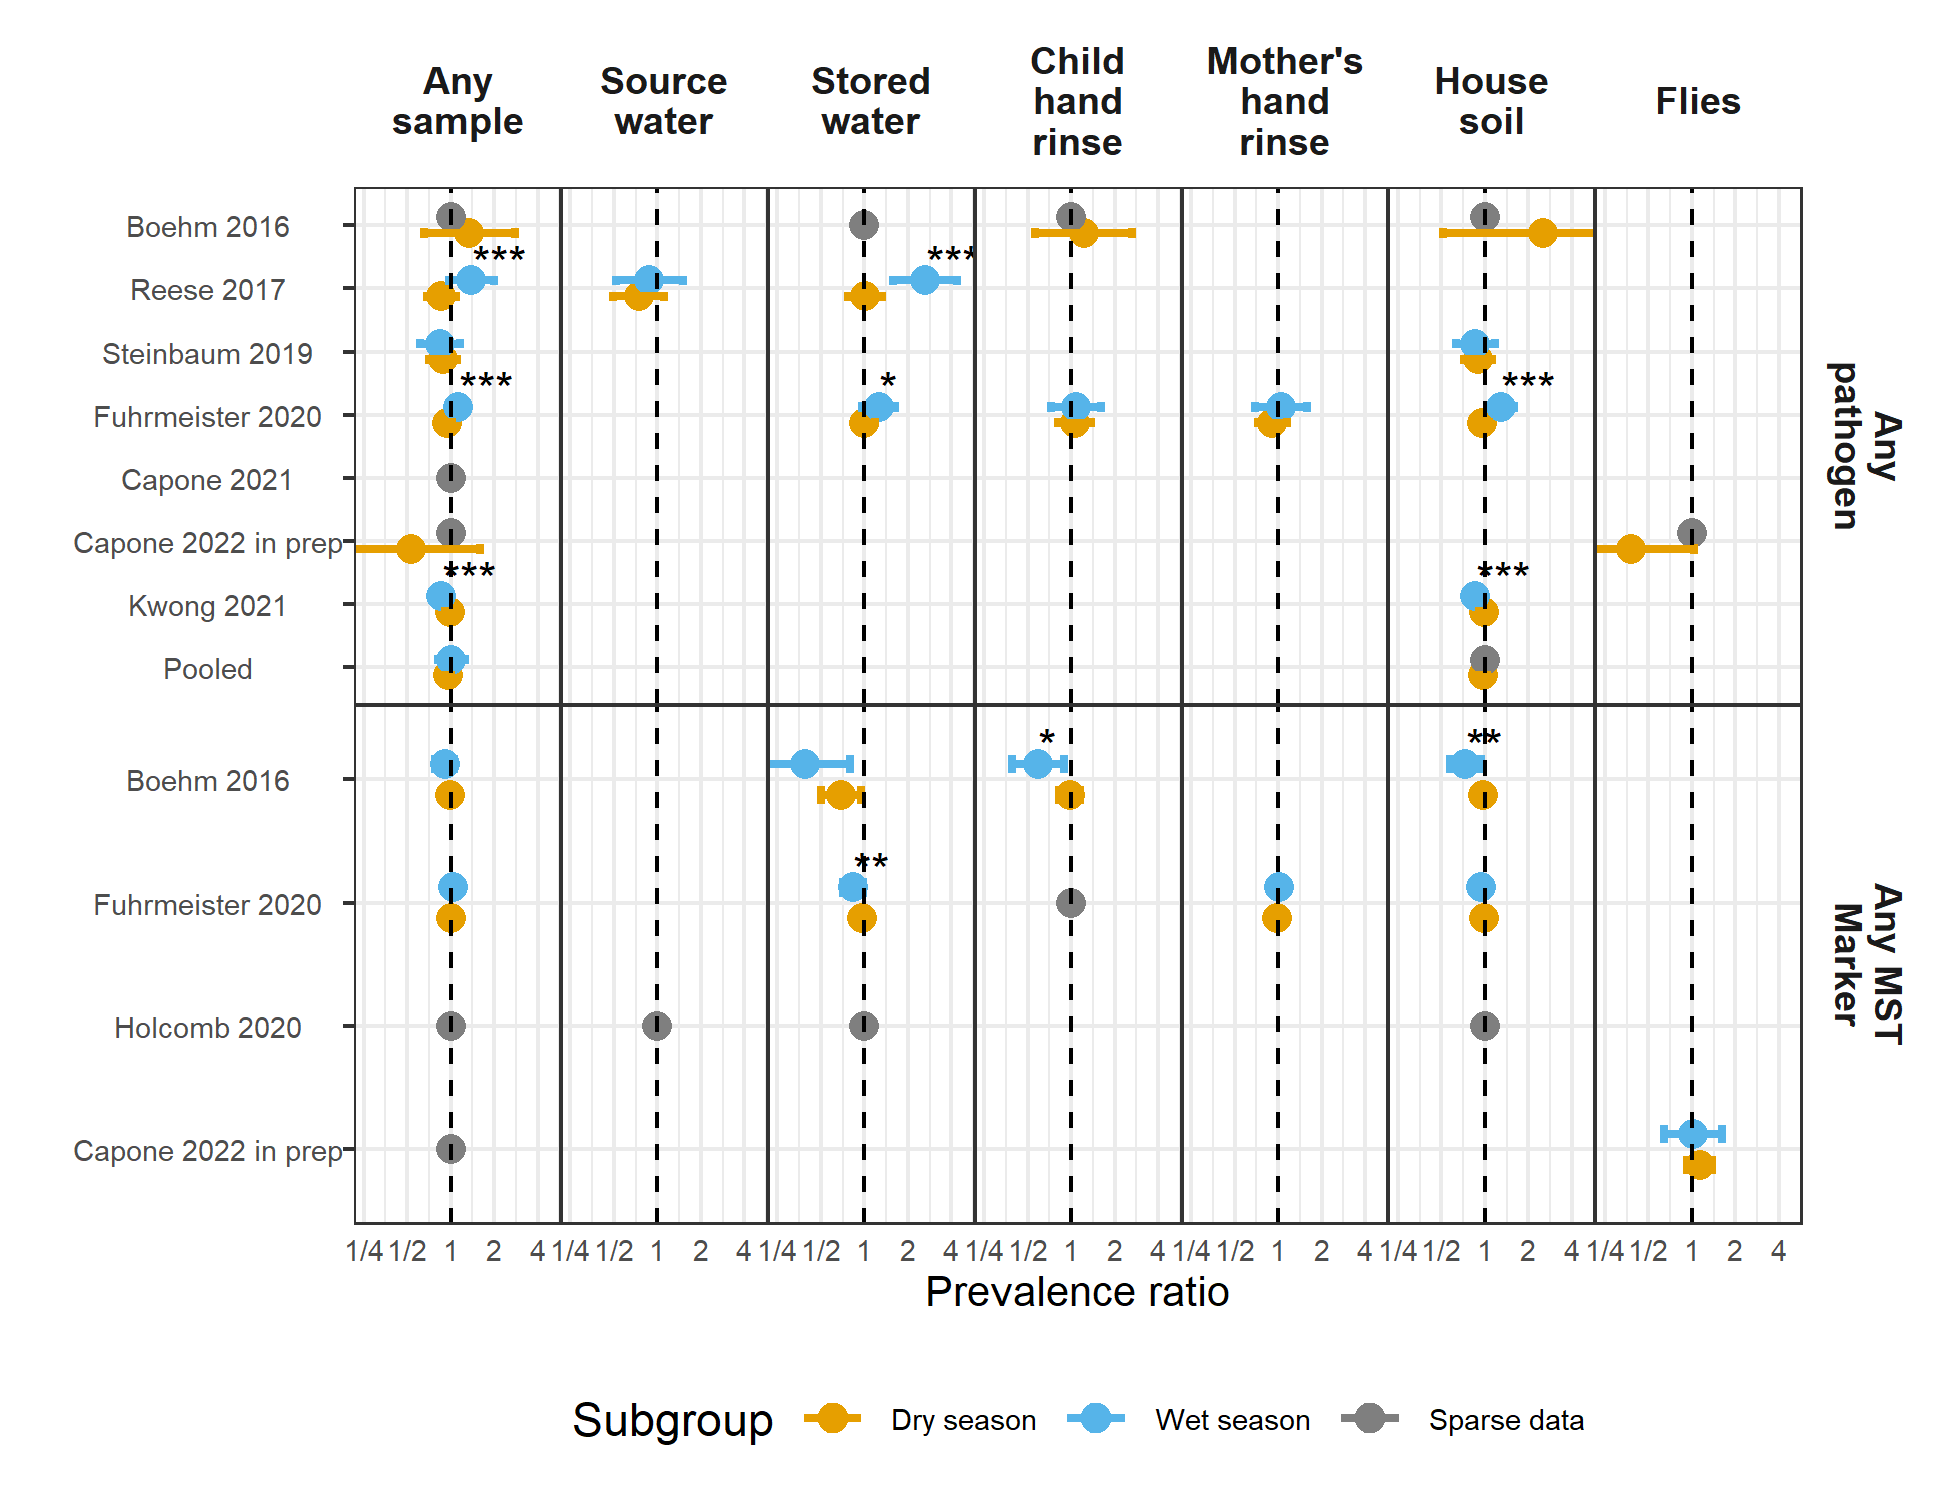 Any
sample
Source
water
Stored
water
Child
hand
rinse
Mother's
hand
rinse
House
soil
Flies
Boehm 2016
***
***
Reese 2017
Steinbaum 2019
***
*
***
Fuhrmeister 2020
Capone 2021
Capone 2022 in prep
***
***
Kwong 2021
Pooled
Any
pathogen
*
**
Boehm 2016
**
Fuhrmeister 2020
Holcomb 2020
Capone 2022 in prep
Any MST
Marker
1/4 1/2 1 2 4 1/4 1/2 1 2 4 1/4 1/2 1 2 4 1/4 1/2 1 2 4 1/4 1/2 1 2 4 1/4 1/2 1 2 4 1/4 1/2 1 2 4
Prevalence ratio
Subgroup Dry season Wet season Sparse data